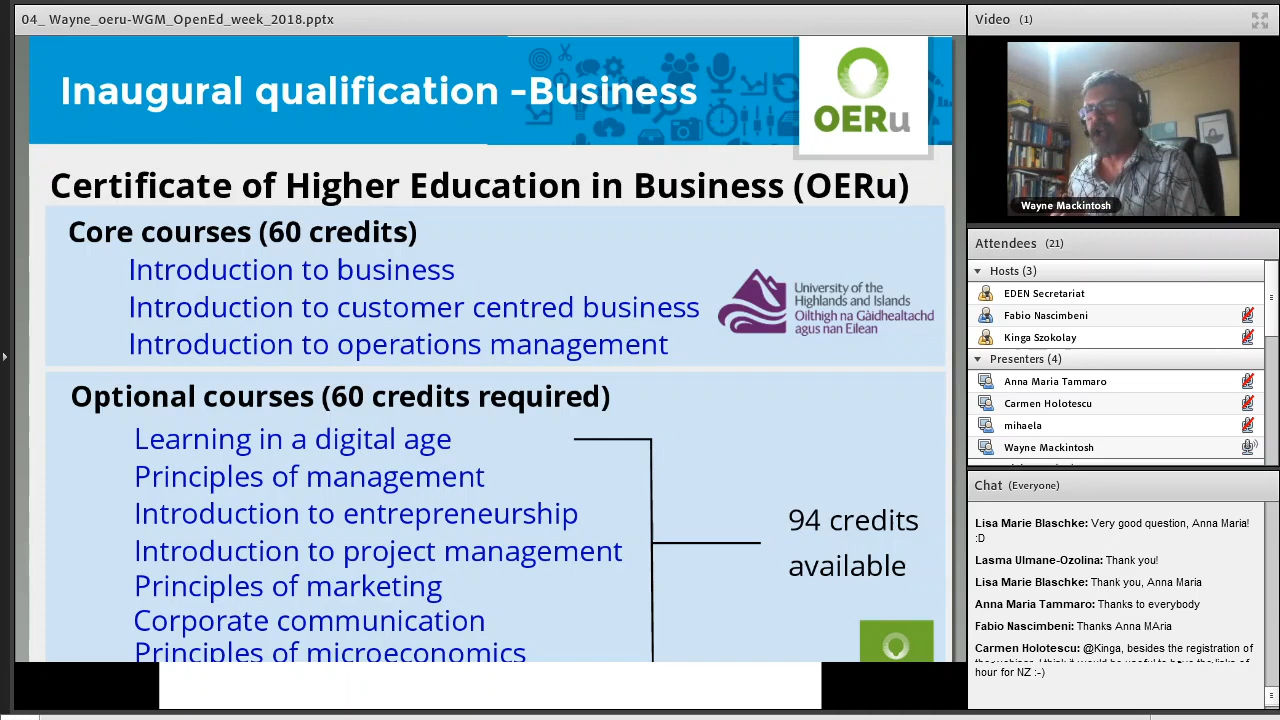 04_ Wayne_oeru-WGM_OpenEd_week_2018.pptx
Inaugural qualification -Business
OERu
Certificate of Higher Education in Business (OERu)
Core courses (60 credits)
Introduction to business
Introduction to customer centred business
Introduction to operations management
University of the
Highlands and Islands
Oilthigh na Gàidhealtachd
agus nan Eilean
Optional courses (60 credits required)
Learning in a digital age
Principles of management
Introduction to entrepreneurship
Introduction to project management
Principles of marketing
Corporate communication
Principles of microeconomics
94 credits
available
Video (1)
Wayne Mackintosh
Attendees (21)
Hosts (3)
EDEN Secretariat
Fabio Nascimbeni
Kinga Szokolay
Presenters (4)
Anna Maria Tammaro
Carmen Holotescu
mihaela
Wayne Mackintosh
Chat (Everyone)
Lisa Marie Blaschke: Very good question, Anna Maria!
:D
Lasma Ulmane-Ozolina: Thank you!
Lisa Marie Blaschke: Thank you, Anna Maria
Anna Maria Tammaro: Thanks to everybody
Fabio Nascimbeni: Thanks Anna MAria
Carmen Holotescu: @Kinga, besides the registration of
hour for NZ :-)